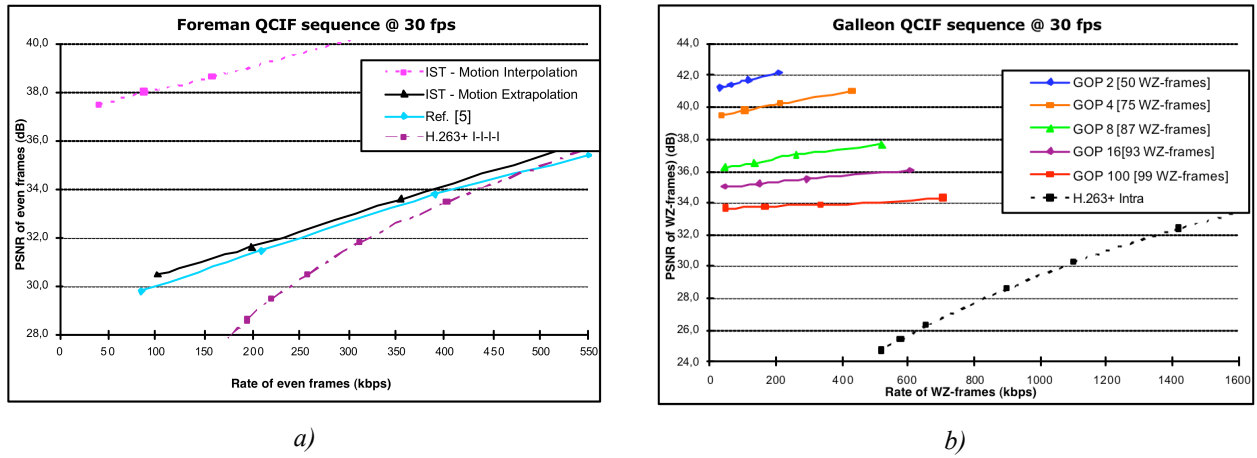 Foreman QCIF sequence @ 30 fps
40,0
38,0
36,0
34,0
32,0
30,0
28,0
PSNR of even frames (dB)
IST - Motion Interpolation
IST - Motion Extrapolation
Ref. [5]
H.263+ I-I-I-I
0 50 100 150 200 250 300 350 400 450 500 550
Rate of even frames (kbps)
a)
Galleon QCIF sequence @ 30 fps
44,0
42,0
40,0
38,0
36,0
34,0
32,0
30,0
28,0
26,0
24,0
PSNR of WZ-frames) (dB)
GOP 2 [50 WZ-frames]
GOP 4 [75 WZ-frames]
GOP 8 [87 WZ-frames]
GOP 16[93 WZ-frames]
GOP 100 [99 WZ-frames]
H.263+ Intra
0 200 400 600 800 1000 1200 1400 1600
Rate of WZ-frames (kbps)
b)